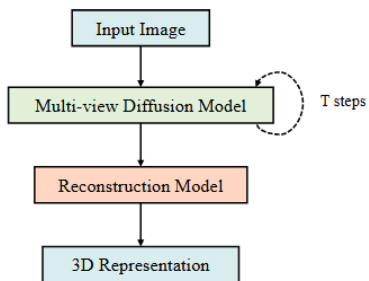 Input Image
Multi-view Diffusion Model
T steps
Reconstruction Model
3D Representation